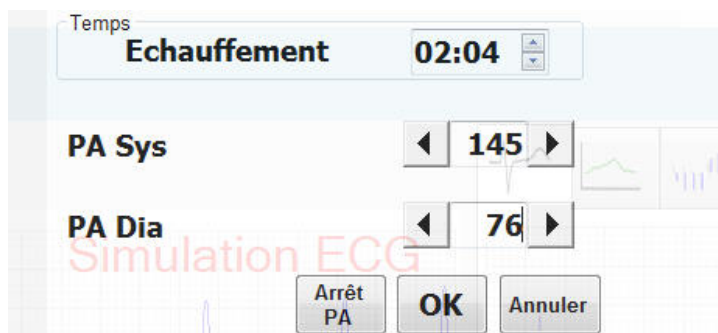 Temps
Echauffement 02:04
PA Sys 145
PA Dia 76
Simulation ECG
Arrêt
PA
OK
Annuler